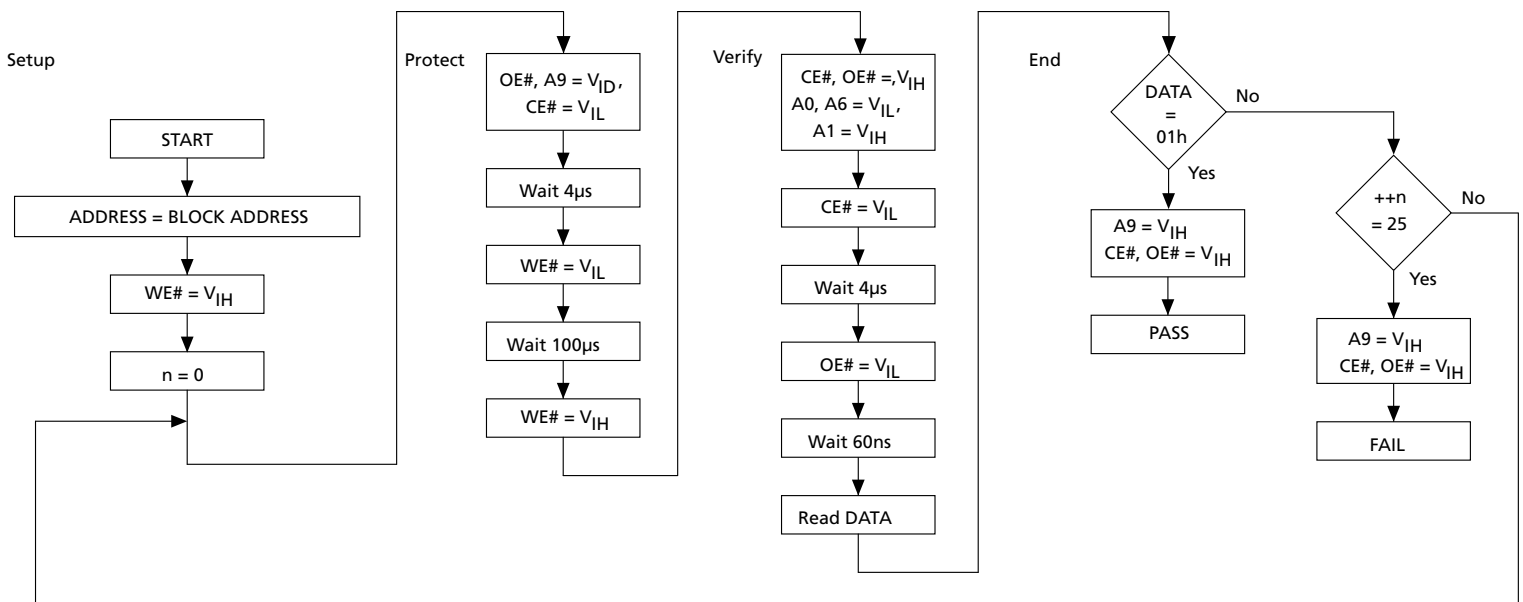 Setup
START
ADDRESS = BLOCK ADDRESS
WE# = VIH
n = 0
Protect
OE#, A9 = VID,
CE# = VIL
Wait 4µs
WE# = VIL
Wait 100µs
WE# = VIH
Verify
CE#, OE# =,VIH
A0, A6 = VIL,
A1 = VIH
CE# = VIL
Wait 4µs
OE# = VIL
Wait 60ns
Read DATA
End
DATA
=
01h
No
Yes
A9 = VIH
CE#, OE# = VIH
PASS
++n
= 25
No
Yes
A9 = VIH
CE#, OE# = VIH
FAIL